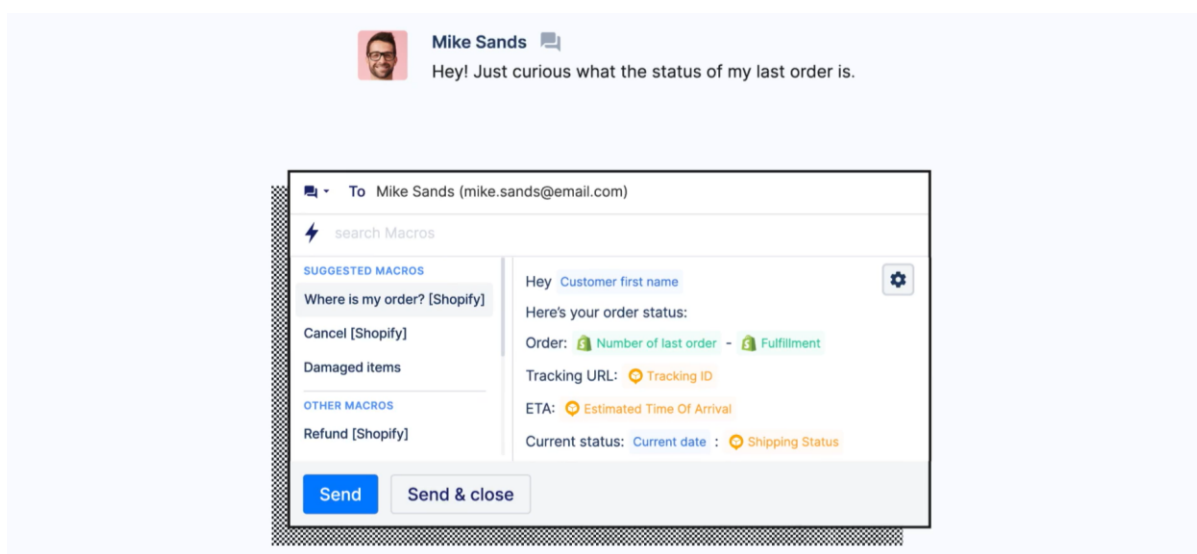 Mike Sands
Hey! Just curious what the status of my last order is.
To Mike Sands (mike.sands@email.com)
search Macros
SUGGESTED MACROS
Where is my order? [Shopify]
Cancel [Shopify]
Damaged items
OTHER MACROS
Refund [Shopify]
Hey Customer first name
Here's your order status:
Order: Number of last order - Fulfillment
Tracking URL: Tracking ID
ETA: Estimated Time Of Arrival
Current status: Current date : Shipping Status
Send
Send & close